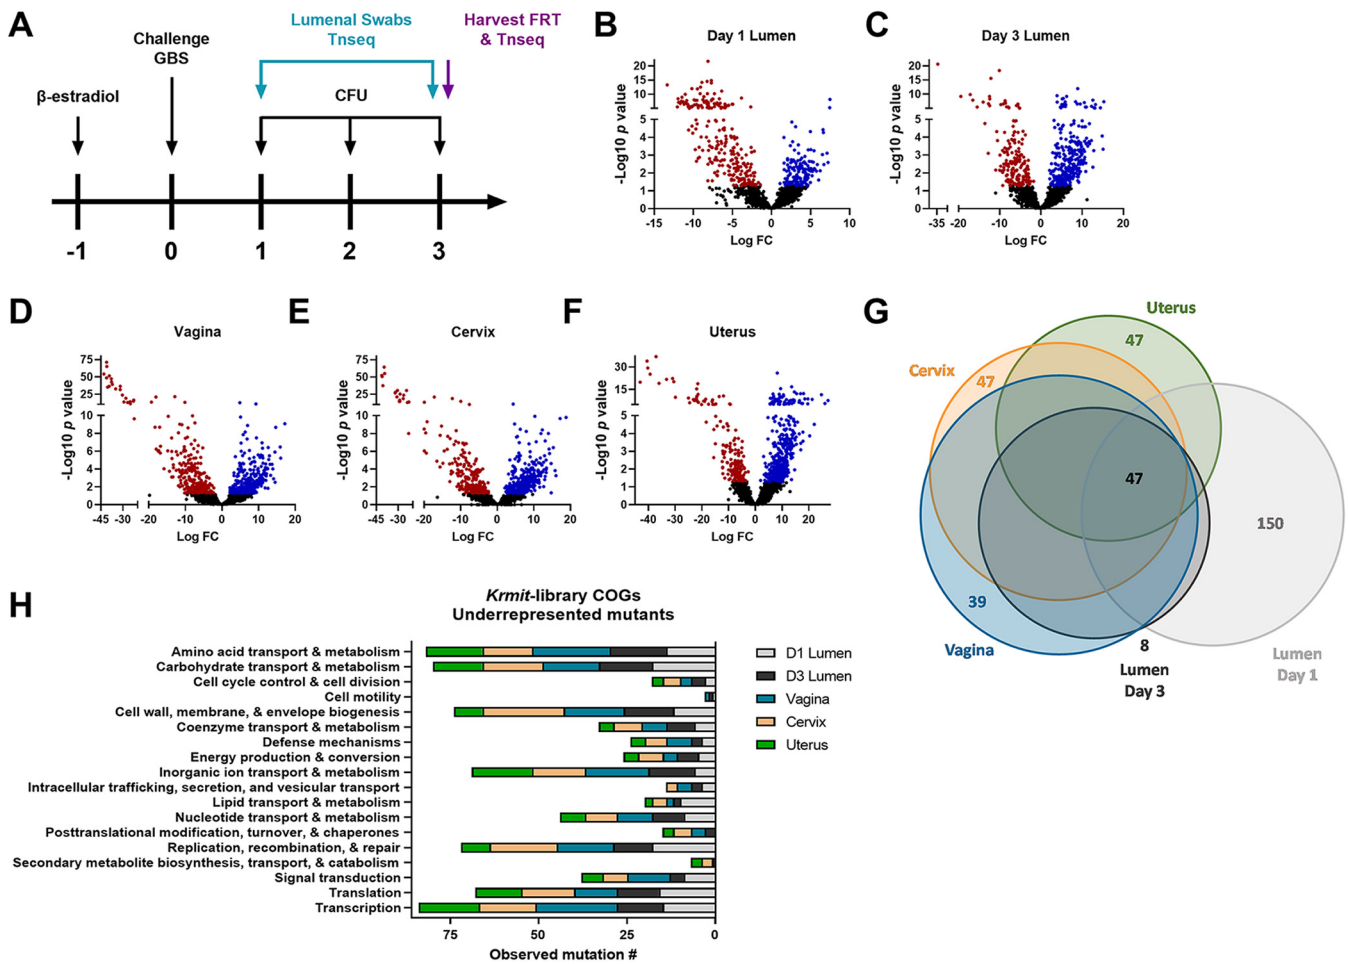 A
Lumenal Swabs
Tnseq
Harvest FRT
& Tnseq
Challenge
GBS
β-estradiol
CFU
-1
0
1
2
3
B
Day 1 Lumen
-Log10 p value
20
15
10
5
5
4
3
2
1
0
-15
-10
-5
0
5
10
Log FC
C
Day 3 Lumen
-Log10 p value
20
15
10
5
5
4
3
2
1
0
-35
-20
-10
0
10
20
Log FC
D
Vagina
-Log10 p value
75
50
25
10
8
6
4
2
0
-45
-30
-20
-10
0
10
20
Log FC
E
Cervix
-Log10 p value
75
50
25
10
8
6
4
2
0
-45
-30
-20
-10
0
10
20
Log FC
F
Uterus
-Log10 p value
30
15
5
4
3
2
1
0
-40
-30
-20
-10
0
10
20
Log FC
G
Uterus
47
Cervix
47
47
150
39
Vagina
8
Lumen
Day 3
Lumen
Day 1
H
Krmit-library COGs
Underrepresented mutants
Amino acid transport & metabolism
Carbohydrate transport & metabolism
Cell cycle control & cell division
Cell motility
Cell wall, membrane, & envelope biogenesis
Coenzyme transport & metabolism
Defense mechanisms
Energy production & conversion
Inorganic ion transport & metabolism
Intracellular trafficking, secretion, and vesicular transport
Lipid transport & metabolism
Nucleotide transport & metabolism
Posttranslational modification, turnover, & chaperones
Replication, recombination, & repair
Secondary metabolite biosynthesis, transport, & catabolism
Signal transduction
Translation
Transcription
75
50
25
0
Observed mutation #
D1 Lumen
D3 Lumen
Vagina
Cervix
Uterus